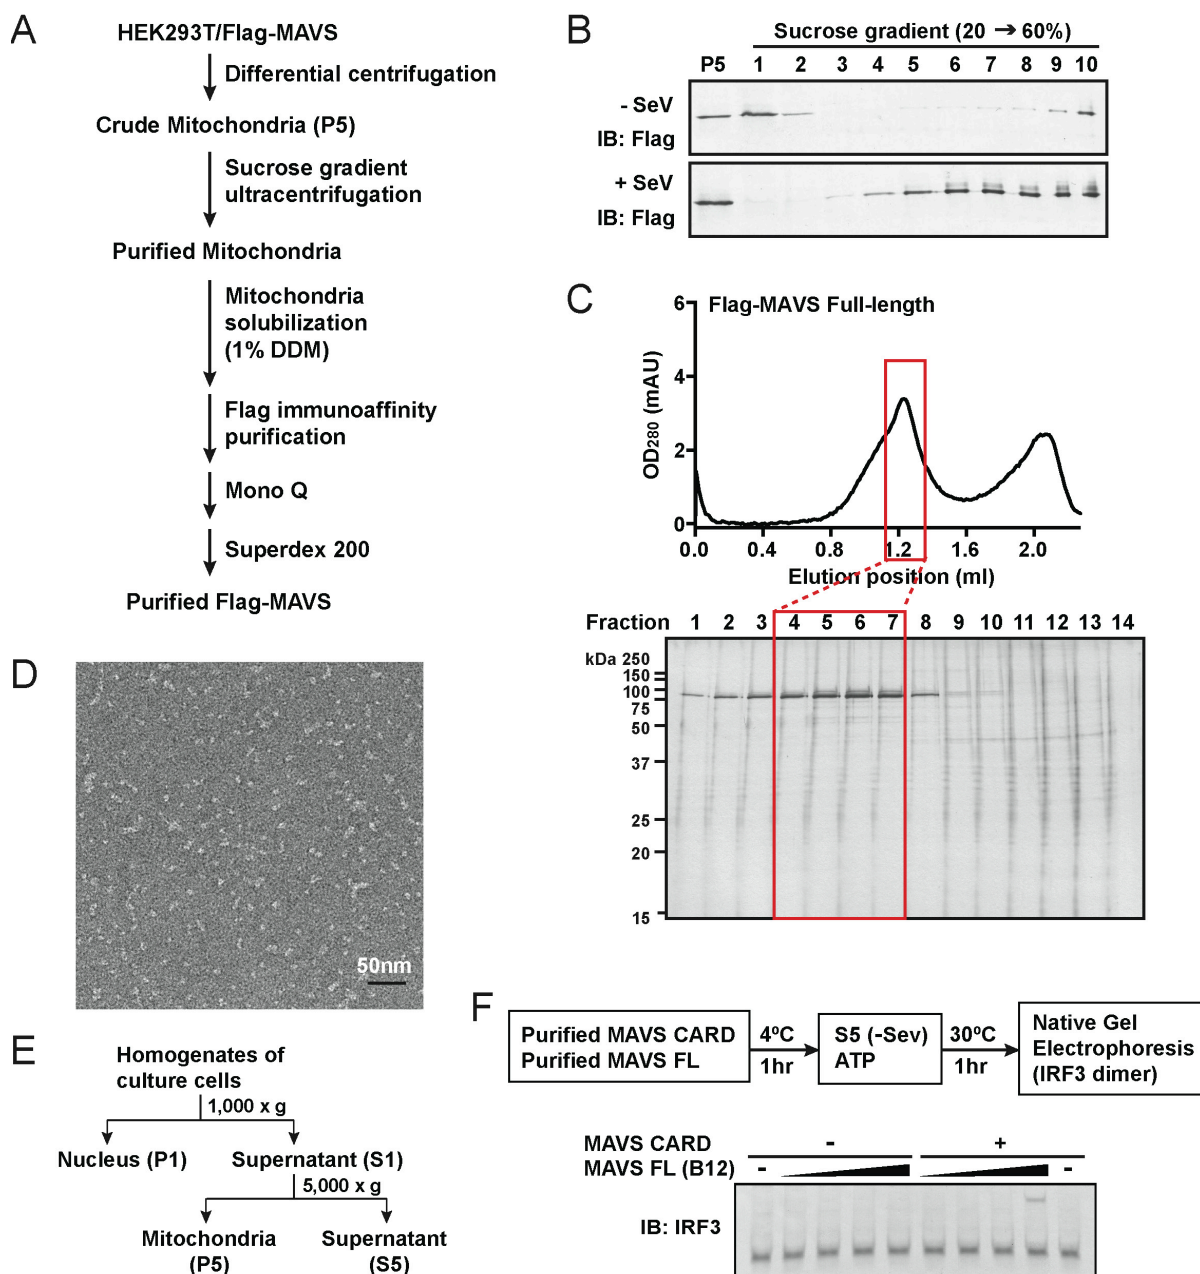 A
HEK293T/Flag-MAVS
Differential centrifugation
Crude Mitochondria (P5)
Sucrose gradient
ultracentrifugation
Purified Mitochondria
Mitochondria
solubilization
(1% DDM)
Flag immunoaffinity
purification
Mono Q
Superdex 200
Purified Flag-MAVS
B
Sucrose gradient (20 → 60%)
P5 1 2 3 4 5 6 7 8 9 10
- SeV
IB: Flag
+ SeV
IB: Flag
C
Flag-MAVS Full-length
OD280 (mAU)
6
4
2
0
0.0 0.4 0.8 1.2 1.6 2.0
Elution position (ml)
Fraction 1 2 3 4 5 6 7 8 9 10 11 12 13 14
kDa 250
150
100
75
50
37
25
20
15
D
50nm
E
Homogenates of
culture cells
1,000 x g
Nucleus (P1) Supernatant (S1)
5,000 x g
Mitochondria
(P5)
Supernatant
(S5)
F
Purified MAVS CARD
Purified MAVS FL
4ºC
1hr
S5 (-Sev)
ATP
30ºC
1hr
Native Gel
Electrophoresis
(IRF3 dimer)
MAVS CARD - +
MAVS FL (B12) - -
IB: IRF3